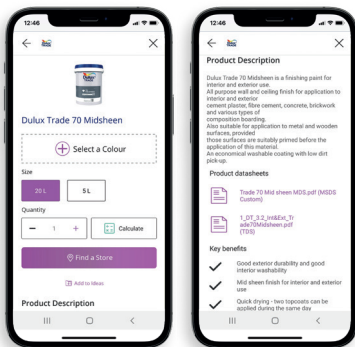 12:46
Dulux Trade 70 Midsheen
Select a Colour
Size
20 L
5 L
Quantity
1
Calculate
Find a Store
Add to Ideas
Product Description
12:46
Product Description
Dulux Trade 70 Midsheen is a finishing paint for
interior and exterior use.
All purpose wall and ceiling finish for application to
interior and exterior
cement plaster, fibre cement, concrete, brickwork
and various types of
composition boarding.
Also suitable for application to metal and wooden
surfaces, provided
those surfaces are suitably primed before the
application of this material.
An economical washable coating with low dirt
pick-up.
Product datasheets
Trade 70 Mid sheen MDS.pdf (MSDS
Custom)
1_DT_3.2_Int&Ext_Tr
ade70Midsheen.pdf
(TDS)
Key benefits
Good exterior durability and good
interior washability
Mid sheen finish for interior and exterior
use
Quick drying - two topcoats can be
applied during the same day